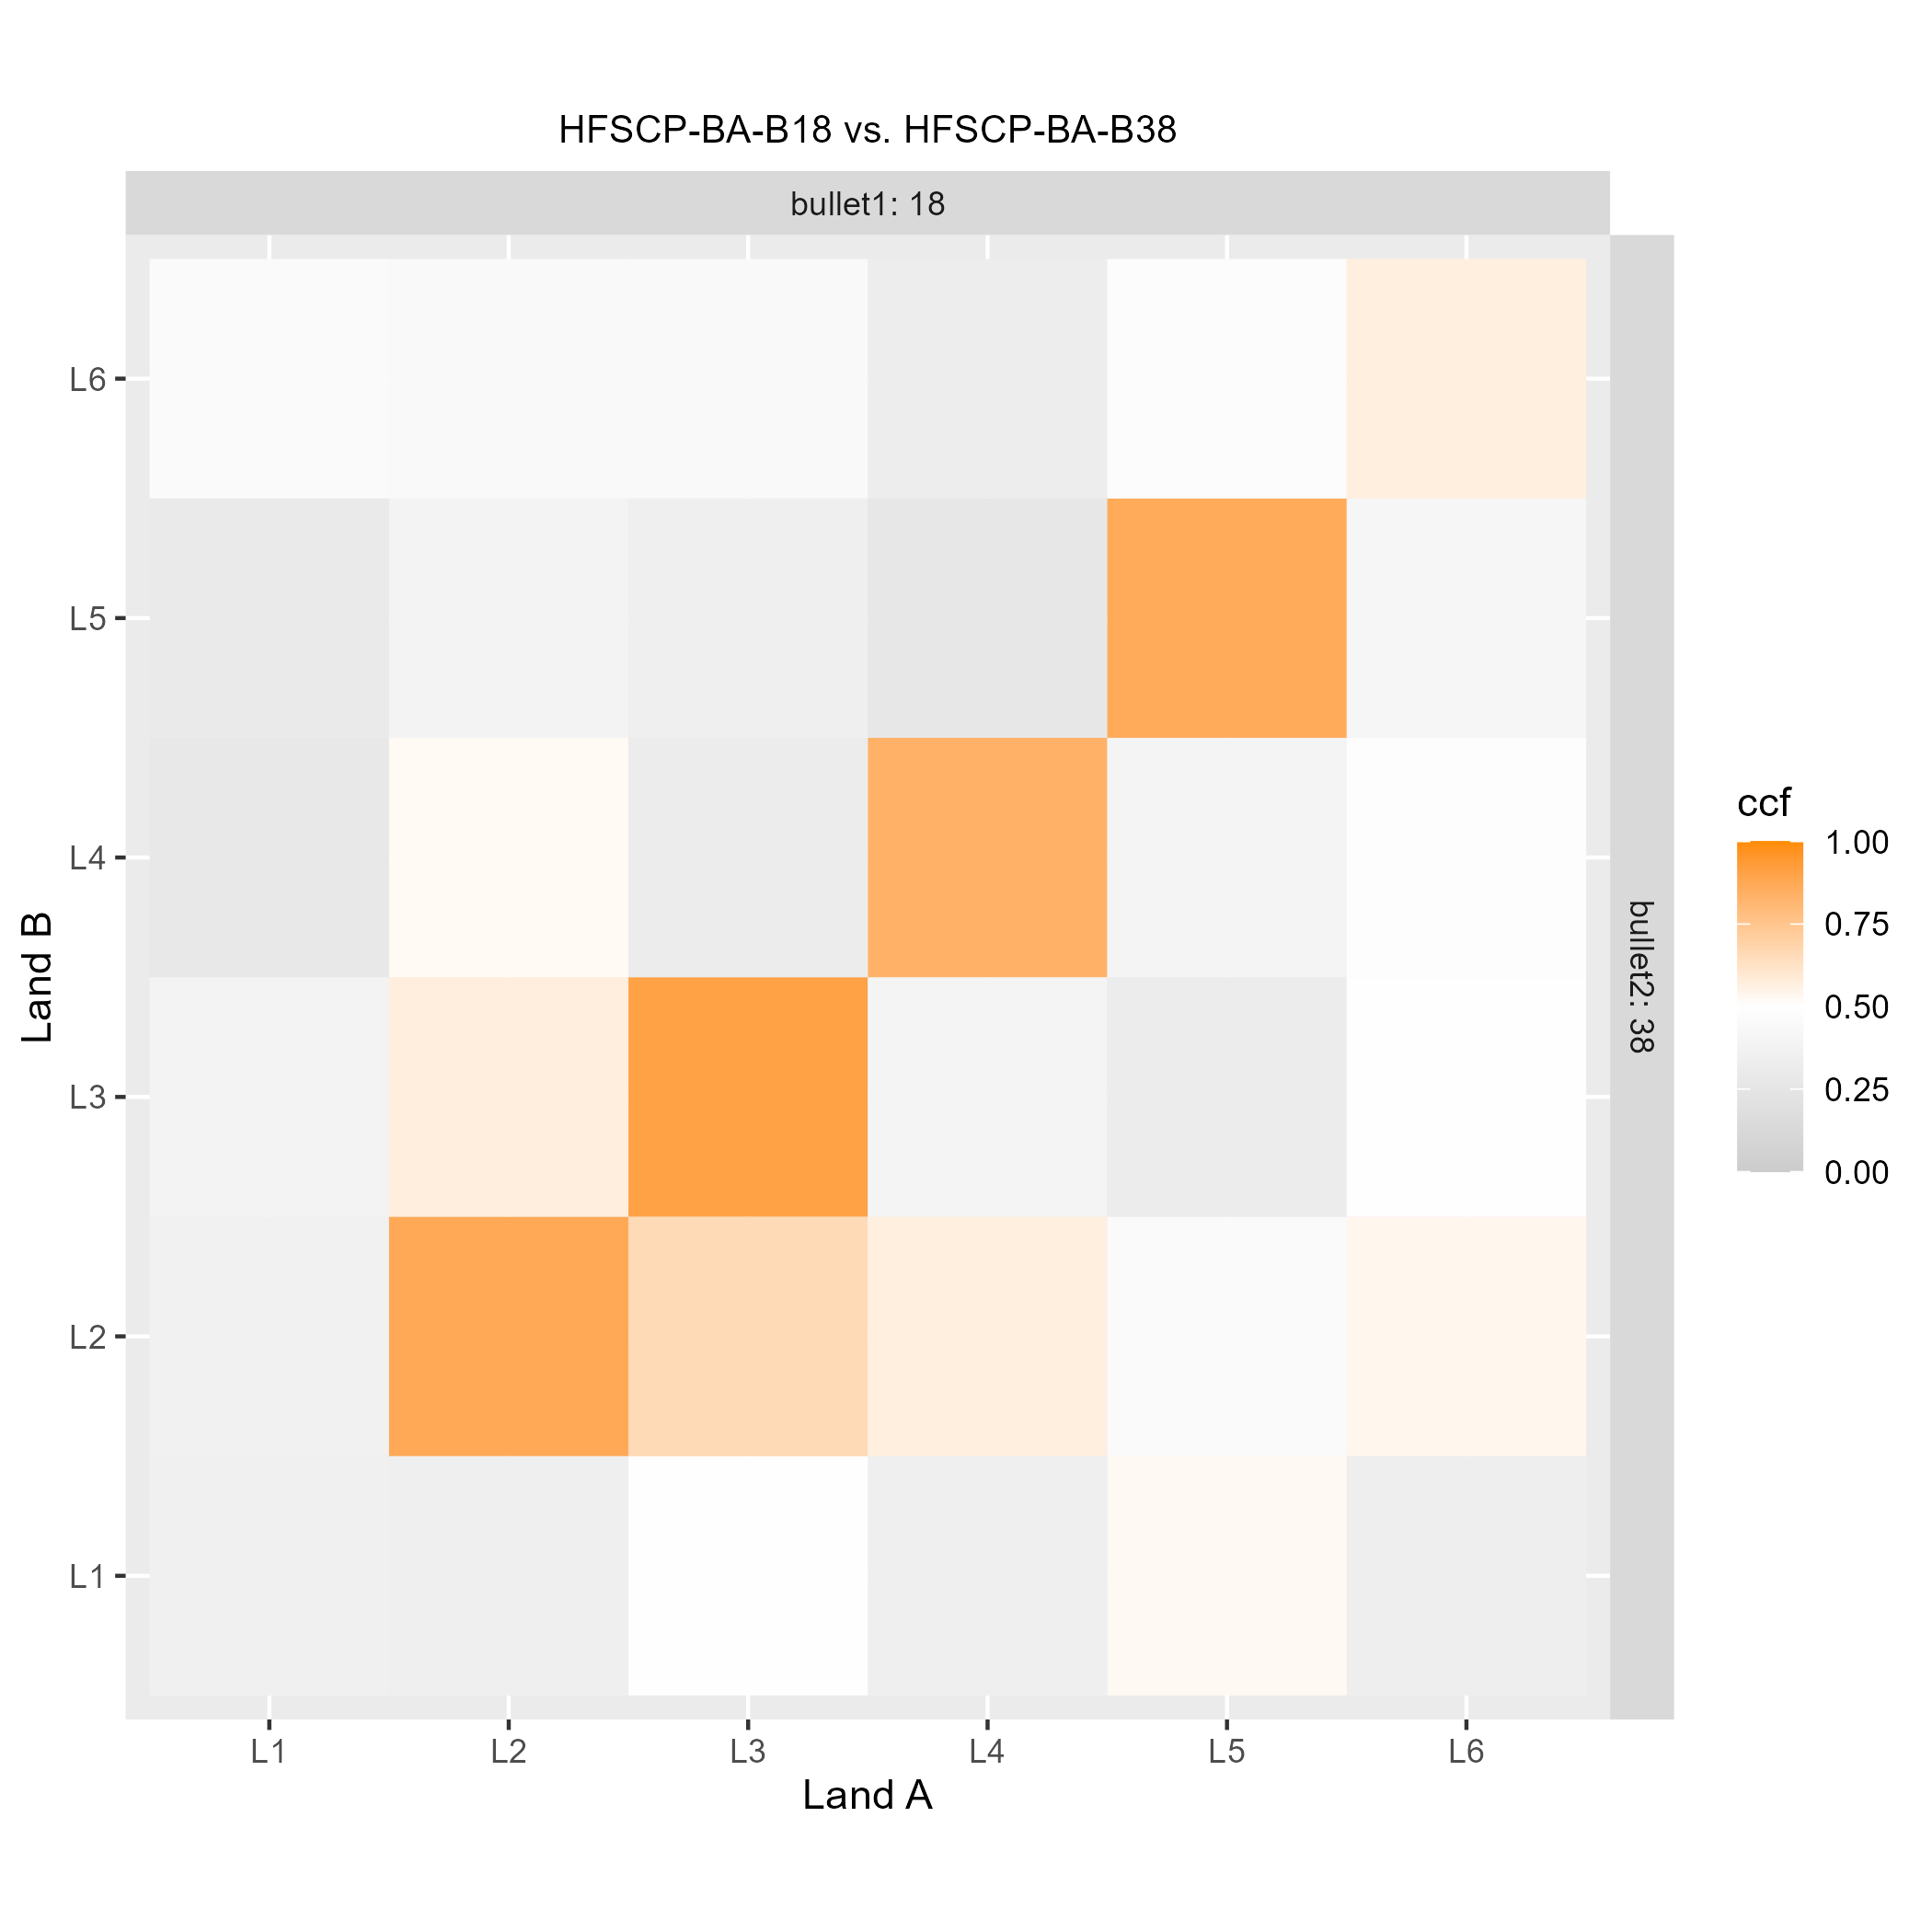 HFSCP-BA-B18 vs. HFSCP-BA-B38
bullet1: 18
L6
L5
L4
L3
L2
L1
Land B
bullet2: 38
L1 L2 L3 L4 L5 L6
Land A
ccf
1.00
0.75
0.50
0.25
0.00